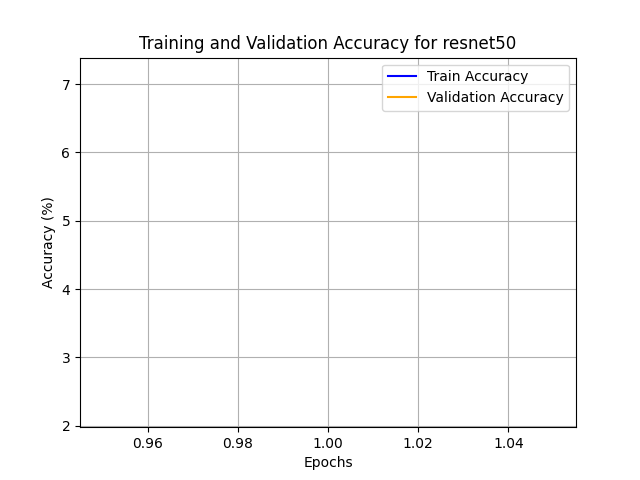 Training and Validation Accuracy for resnet50
Train Accuracy
Validation Accuracy
7
6
5
4
3
2
Accuracy (%)
0.96 0.98 1.00 1.02 1.04
Epochs